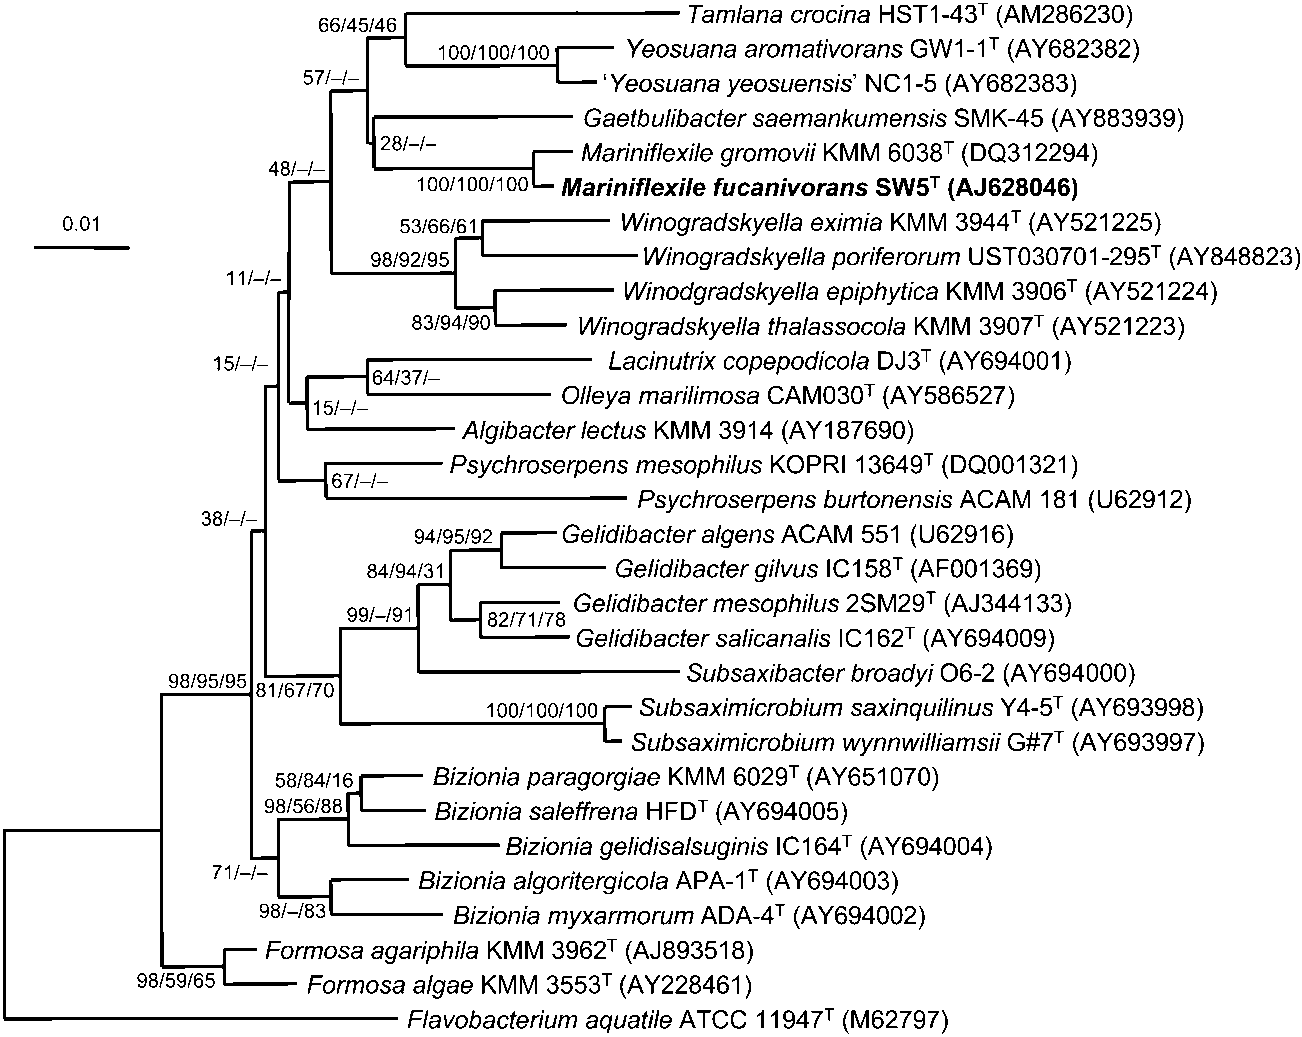 66/45/46
Tamlana crocina HST1-43ᵀ (AM286230)
100/100/100
Yeosuana aromativorans GW1-1ᵀ (AY682382)
57/–/–
‘Yeosuana yeosuensis’ NC1-5 (AY682383)
Gaetbulibacter saemankumensis SMK-45 (AY883939)
28/–/–
Mariniflexile gromovii KMM 6038ᵀ (DQ312294)
48/–/–
100/100/100
Mariniflexile fucanivorans SW5ᵀ (AJ628046)
0.01
53/66/61
Winogradskyella eximia KMM 3944ᵀ (AY521225)
98/92/95
Winogradskyella poriferorum UST030701-295ᵀ (AY848823)
11/–/–
Winodgradskyella epiphytica KMM 3906ᵀ (AY521224)
83/94/90
Winogradskyella thalassocola KMM 3907ᵀ (AY521223)
15/–/–
Lacinutrix copepodicola DJ3ᵀ (AY694001)
64/37/–
Olleya marilimosa CAM030ᵀ (AY586527)
15/–/–
Algibacter lectus KMM 3914 (AY187690)
Psychroserpens mesophilus KOPRI 13649ᵀ (DQ001321)
67/–/–
Psychroserpens burtonensis ACAM 181 (U62912)
38/–/–
94/95/92
Gelidibacter algens ACAM 551 (U62916)
84/94/31
Gelidibacter gilvus IC158ᵀ (AF001369)
99/–/91
Gelidibacter mesophilus 2SM29ᵀ (AJ344133)
82/71/78
Gelidibacter salicanalis IC162ᵀ (AY694009)
Subsaxibacter broadyi O6-2 (AY694000)
98/95/95
81/67/70
100/100/100
Subsaximicrobium saxinquilinus Y4-5ᵀ (AY693998)
Subsaximicrobium wynnwilliamsii G#7ᵀ (AY693997)
58/84/16
Bizionia paragorgiae KMM 6029ᵀ (AY651070)
98/56/88
Bizionia saleffrena HFDᵀ (AY694005)
Bizionia gelidisalsuginis IC164ᵀ (AY694004)
71/–/–
Bizionia algoritergicola APA-1ᵀ (AY694003)
98/–/83
Bizionia myxarmorum ADA-4ᵀ (AY694002)
Formosa agariphila KMM 3962ᵀ (AJ893518)
98/59/65
Formosa algae KMM 3553ᵀ (AY228461)
Flavobacterium aquatile ATCC 11947ᵀ (M62797)